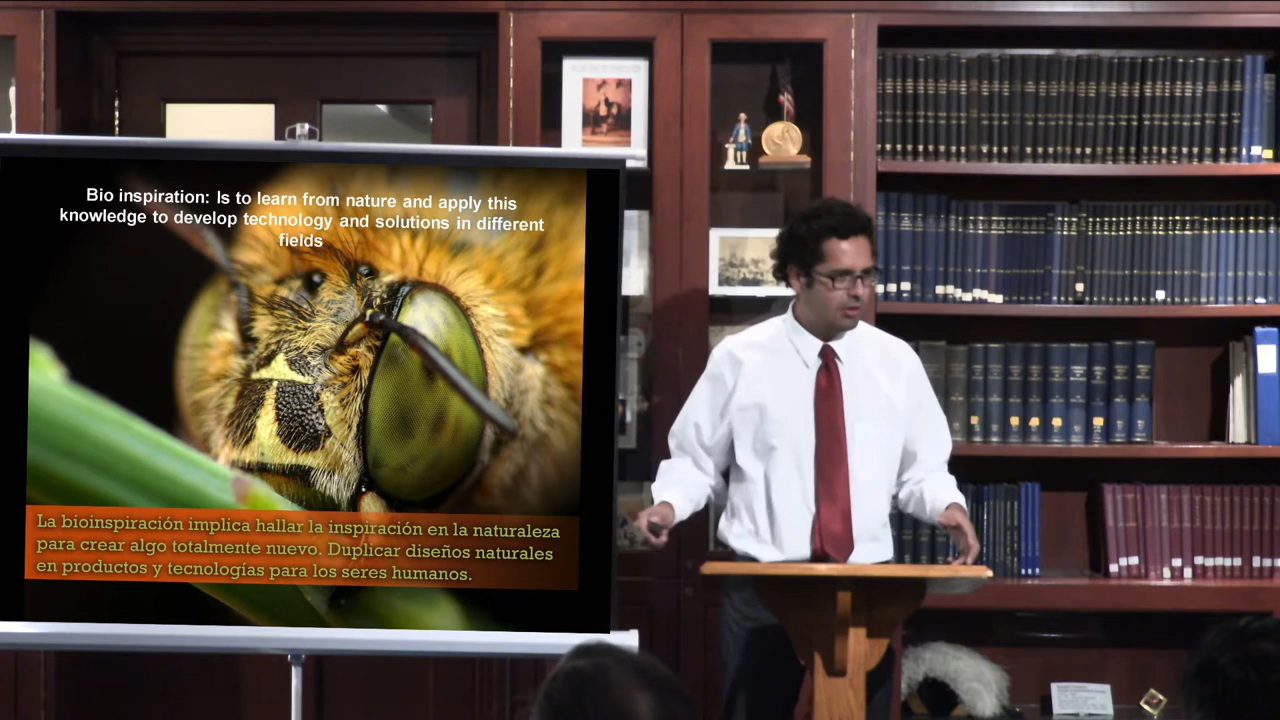 Bio inspiration: Is to learn from nature and apply this
knowledge to develop technology and solutions in different
fields
La bioinspiración implica hallar la inspiración en la naturaleza
para crear algo totalmente nuevo. Duplicar diseños naturales
en productos y tecnologías para los seres humanos.